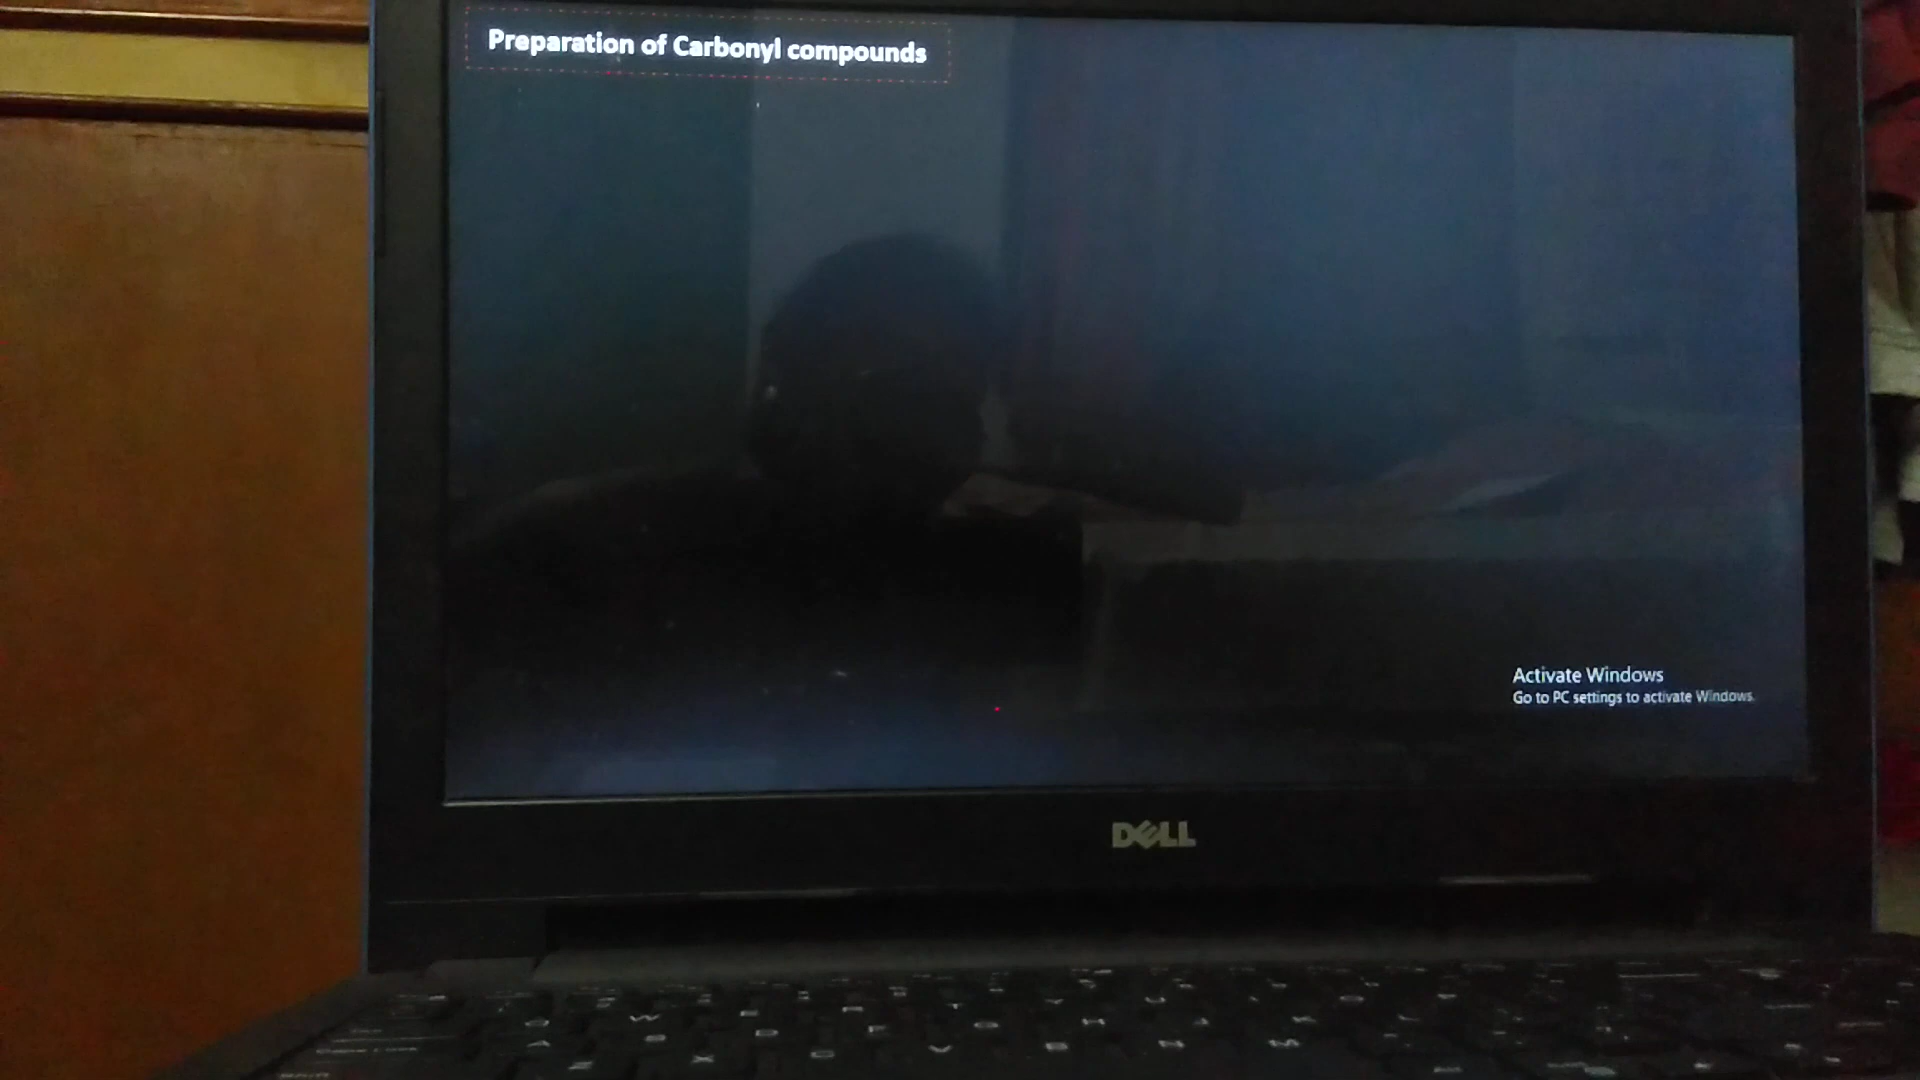 Preparation of Carbonyl compounds
Activate Windows
Go to PC settings to activate Windows.
DELL
W E R T Y U
A S D F G H J K L
Z X C V B N M